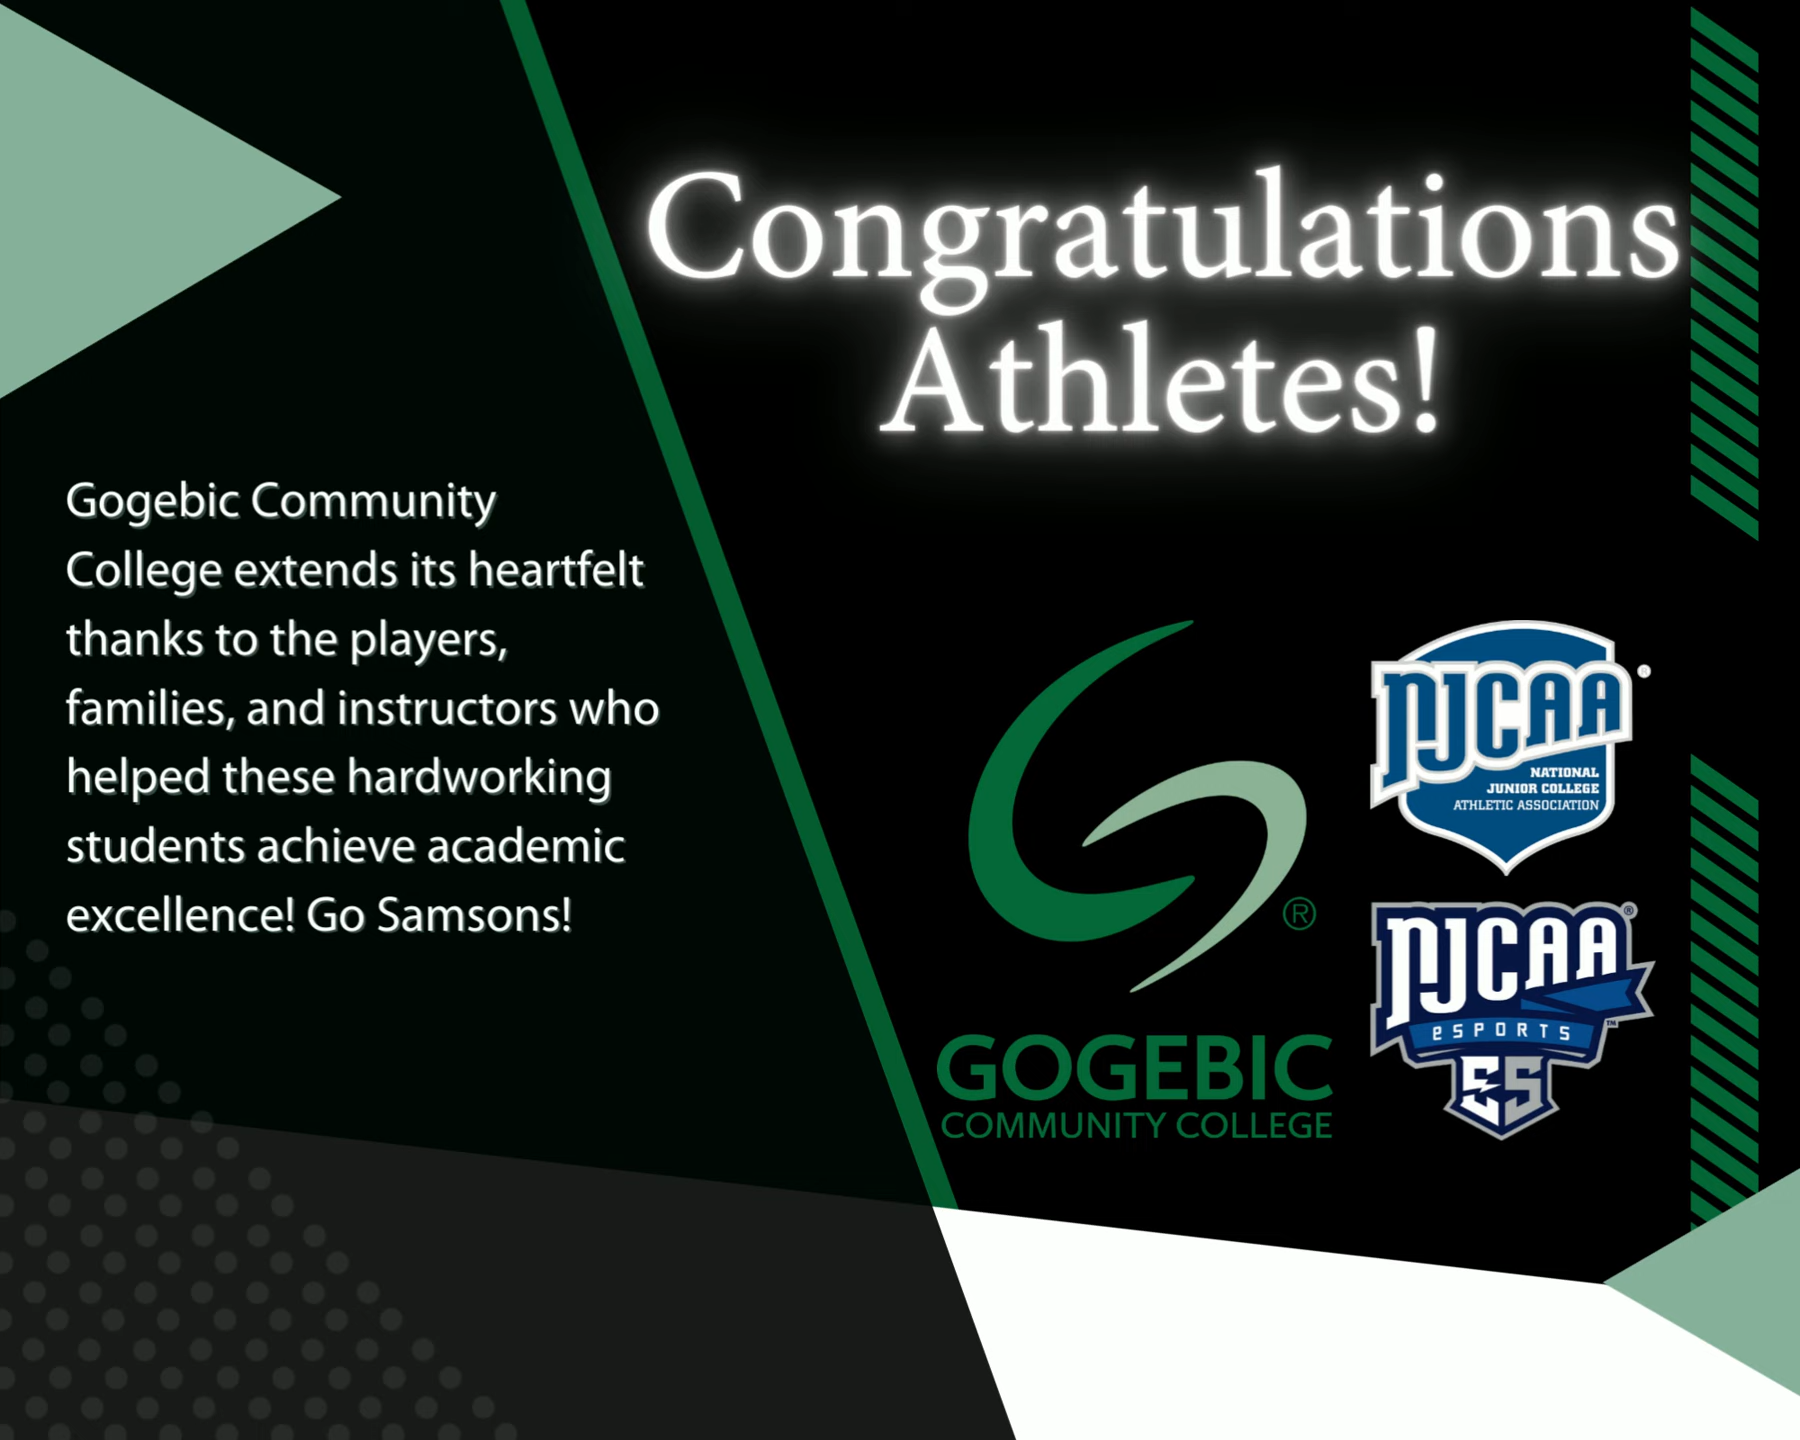 Congratulations
Athletes!
Gogebic Community
College extends its heartfelt
thanks to the players,
families, and instructors who
helped these hardworking
students achieve academic
excellence! Go Samsons!
®
GOGEBIC
COMMUNITY COLLEGE
NJCAA ®
NATIONAL
JUNIOR COLLEGE
ATHLETIC ASSOCIATION
NJCAA ®
eSPORTS ™
ES